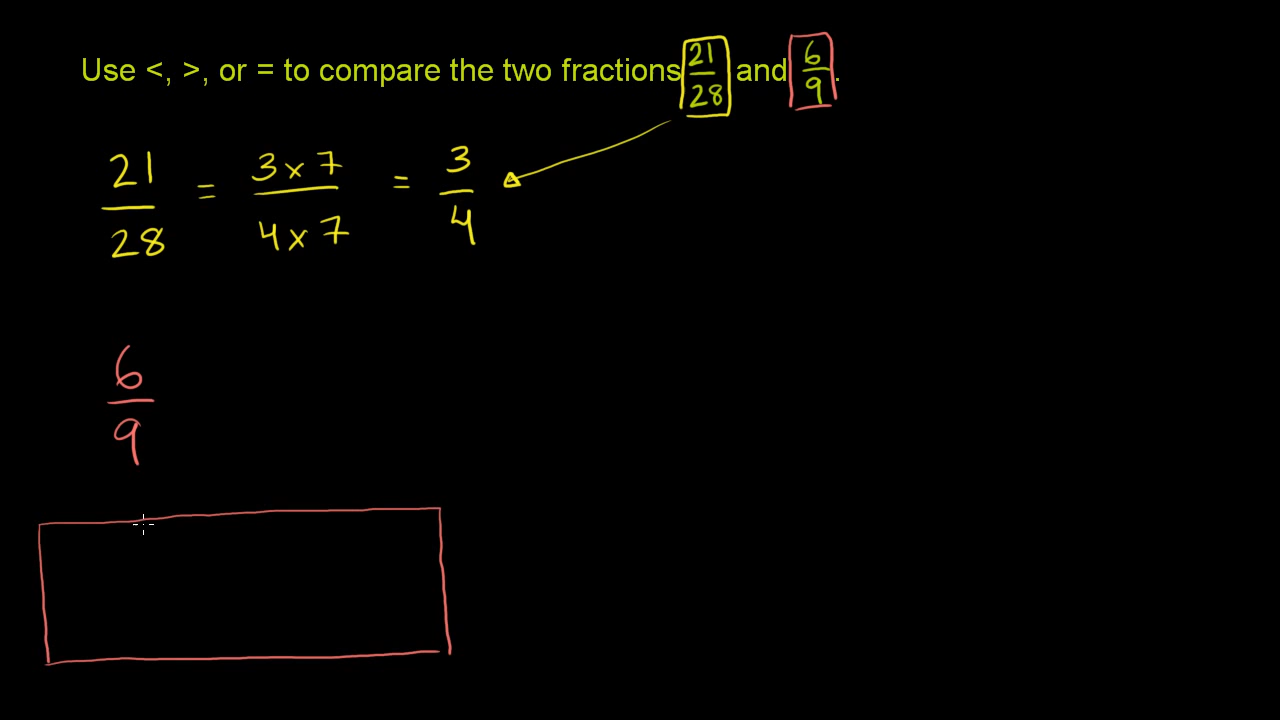 Use <, >, or = to compare the two fractions 21/28 and 6/9.
21/28 = 3 x 7/4 x 7 = 3/4
6/9